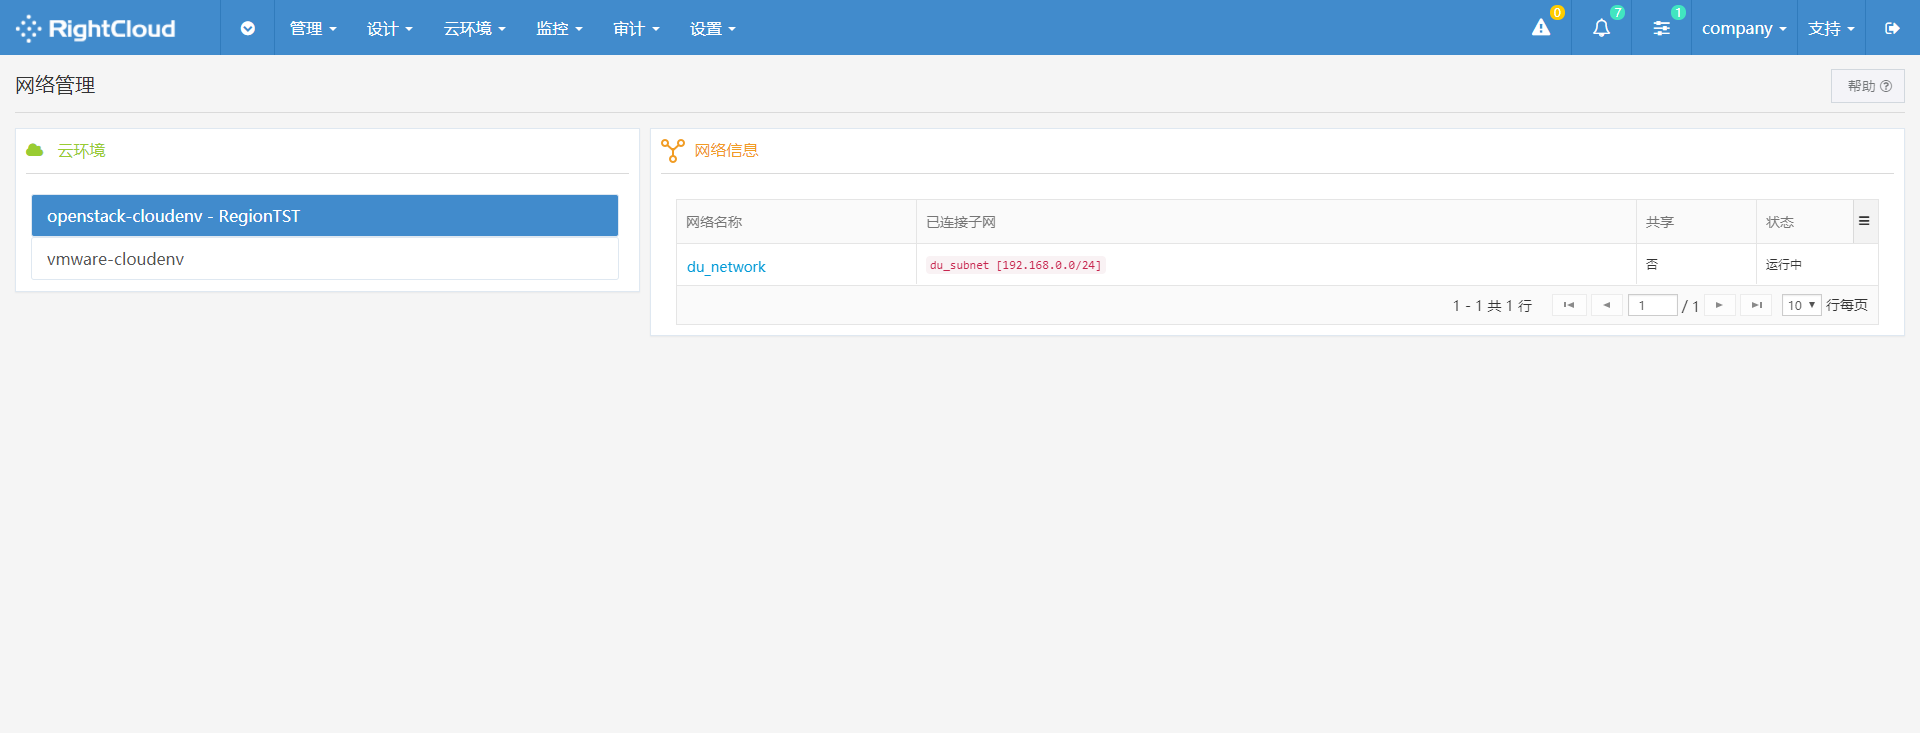 RightCloud 管理 设计 云环境 监控 审计 设置 0 7 1 company 支持
网络管理 帮助
云环境
openstack-cloudenv - RegionTST
vmware-cloudenv
网络信息
网络名称 已连接子网 共享 状态
du_network du_subnet [192.168.0.0/24] 否 运行中
1 - 1 共 1 行 1 / 1 10 行每页